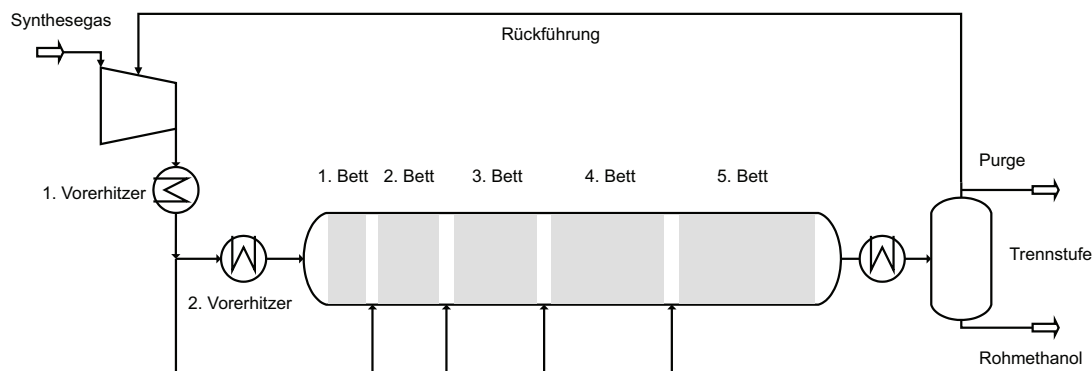 Synthesegas
Rückführung
1. Vorerhitzer
1. Bett
2. Bett
3. Bett
4. Bett
5. Bett
Purge
2. Vorerhitzer
Trennstufe
Rohmethanol